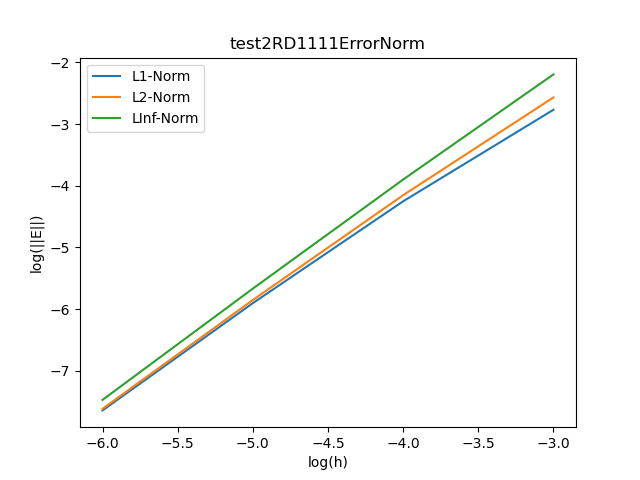 test2RD1111ErrorNorm
L1-Norm
L2-Norm
LInf-Norm
log(||E||)
−2
−3
−4
−5
−6
−7
−6.0 −5.5 −5.0 −4.5 −4.0 −3.5 −3.0
log(h)